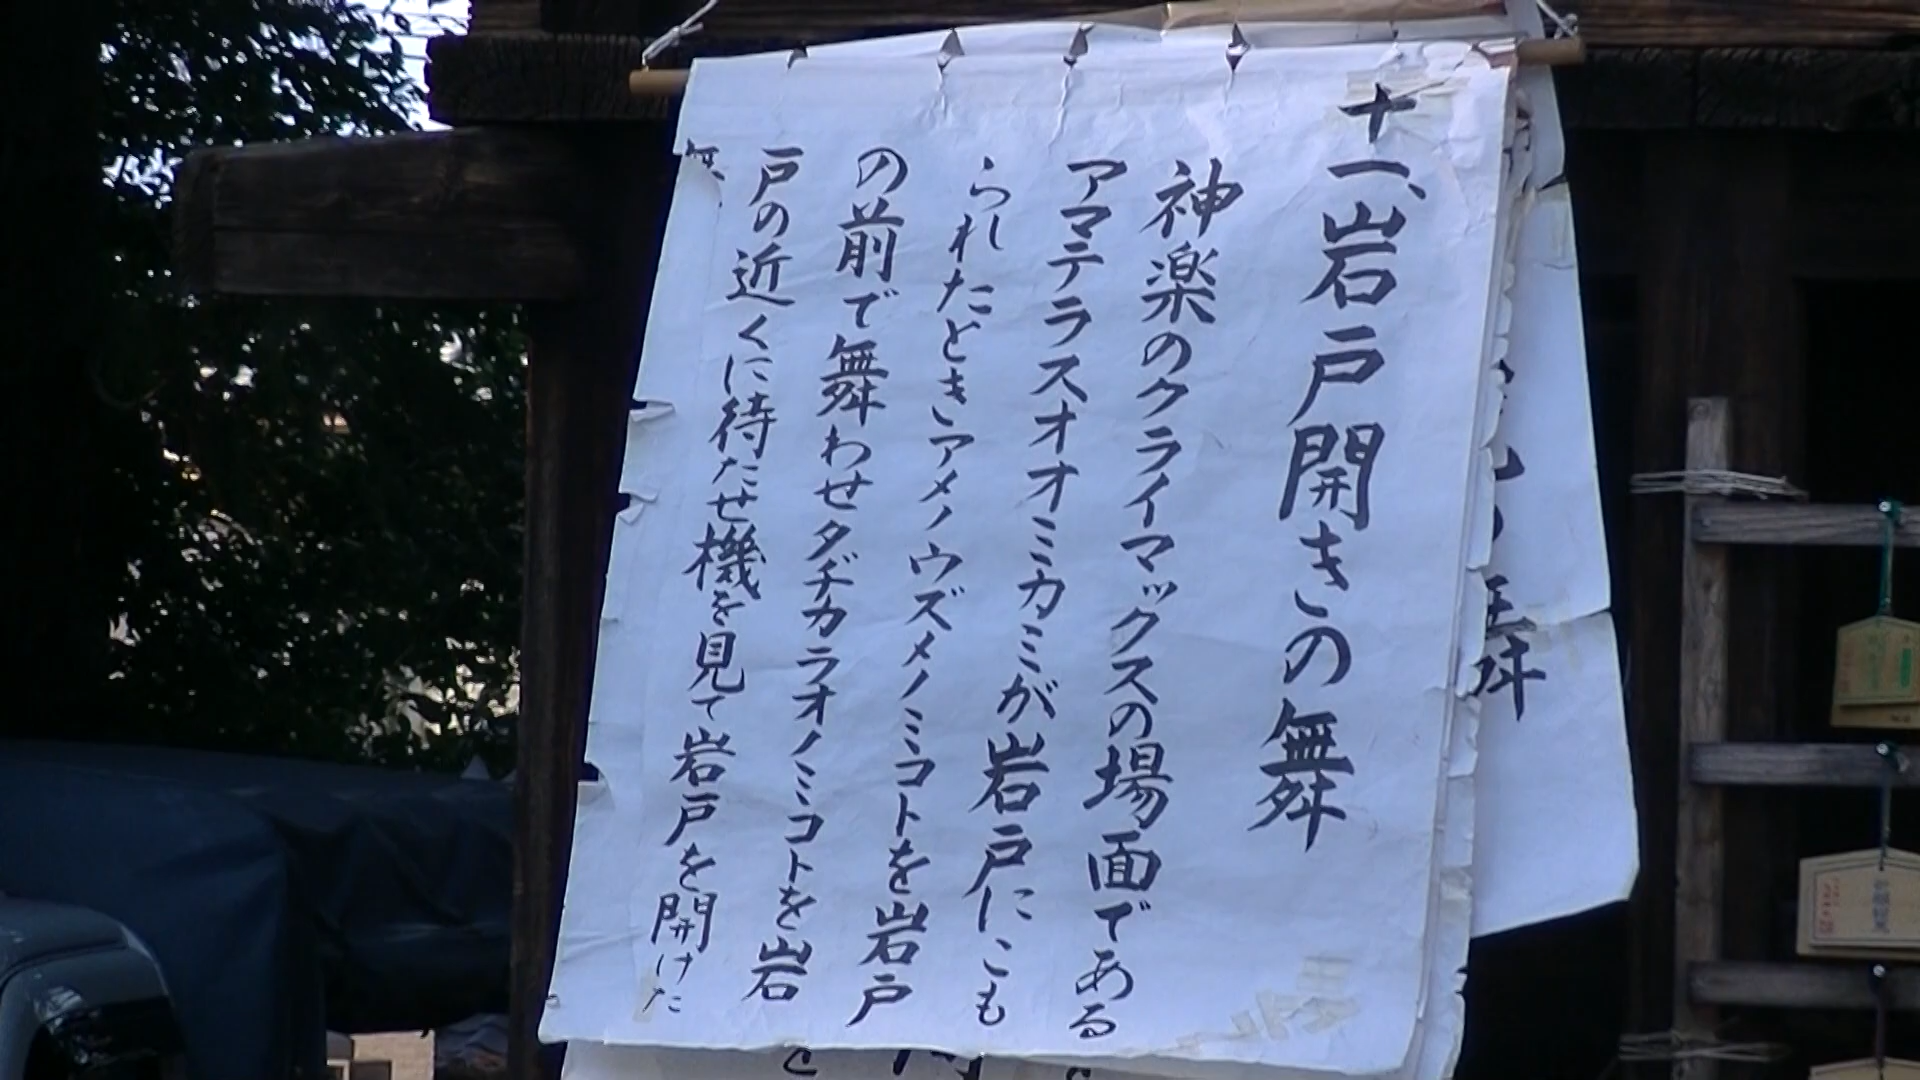 十一、岩戸開きの舞
神楽のクライマックスの場面である
アマテラスオオミカミが岩戸にこも
られたときアメノウズメノミコトを岩戸
の前で舞わせタヂカラオノミコトを岩
戸の近くに待たせ機を見て岩戸を開けた
舞